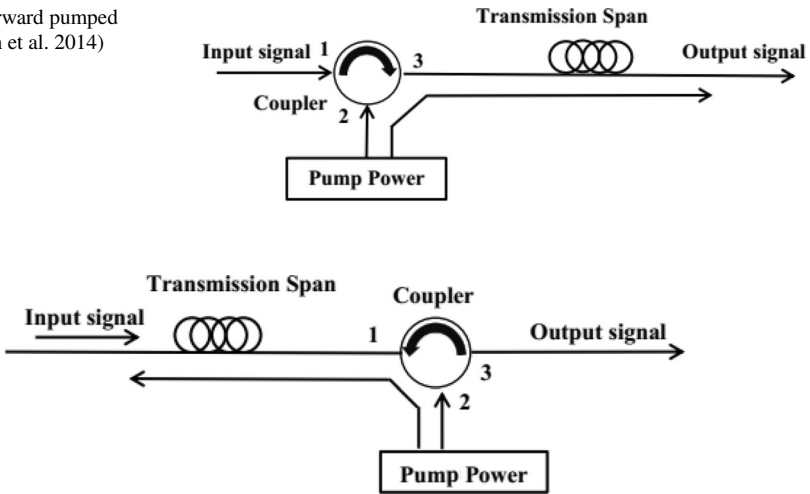 pumped
et al. 2014)
Transmission Span
Input signal 1
3
Output signal
Coupler
2
Pump Power
Transmission Span
Coupler
Input signal
1
Output signal
3
2
Pump Power